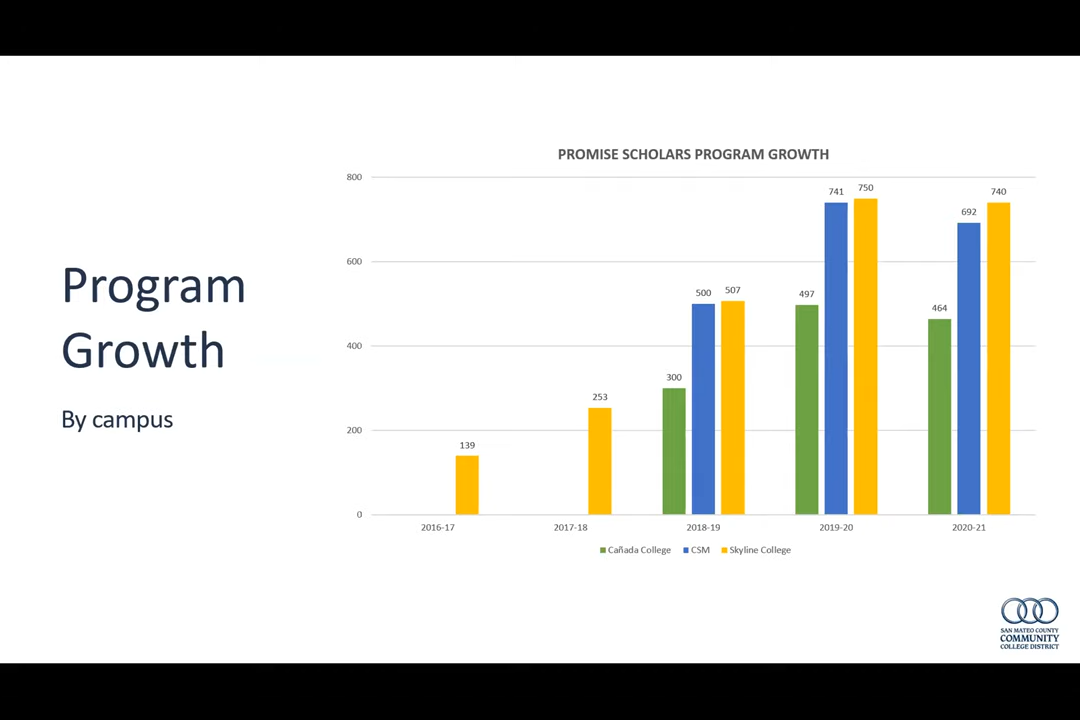 Program
Growth
By campus
PROMISE SCHOLARS PROGRAM GROWTH
800
600
400
200
0
139
253
300
500
507
497
741
750
464
692
740
2016-17
2017-18
2018-19
2019-20
2020-21
Cañada College
CSM
Skyline College
SAN MATEO COUNTY
COMMUNITY
COLLEGE DISTRICT